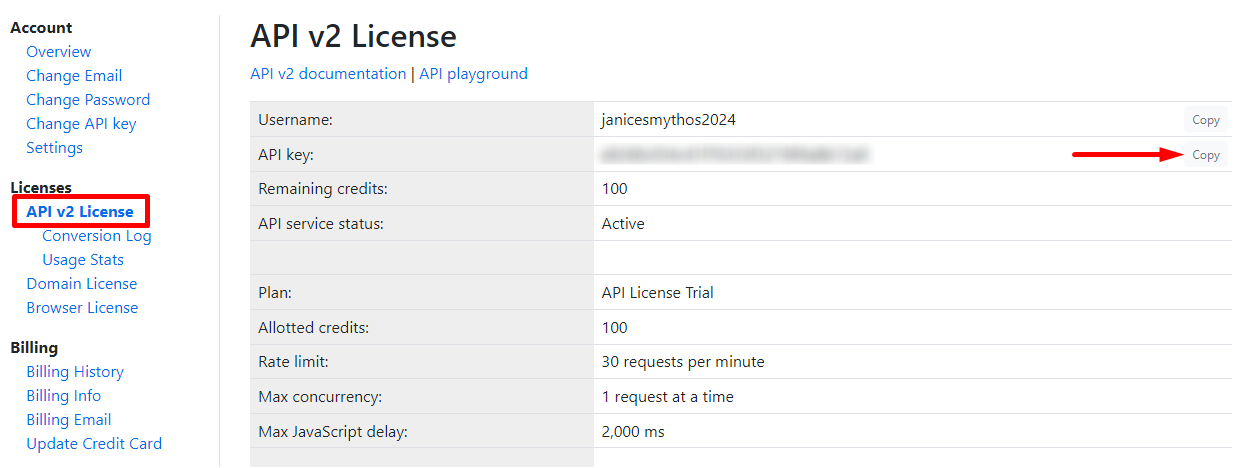 Account
Overview
Change Email
Change Password
Change API key
Settings
Licenses
API v2 License
Conversion Log
Usage Stats
Domain License
Browser License
Billing
Billing History
Billing Info
Billing Email
Update Credit Card
API v2 License
API v2 documentation | API playground
Username: janicesmythos2024 Copy
API key: Copy
Remaining credits: 100
API service status: Active
Plan: API License Trial
Allotted credits: 100
Rate limit: 30 requests per minute
Max concurrency: 1 request at a time
Max JavaScript delay: 2,000 ms